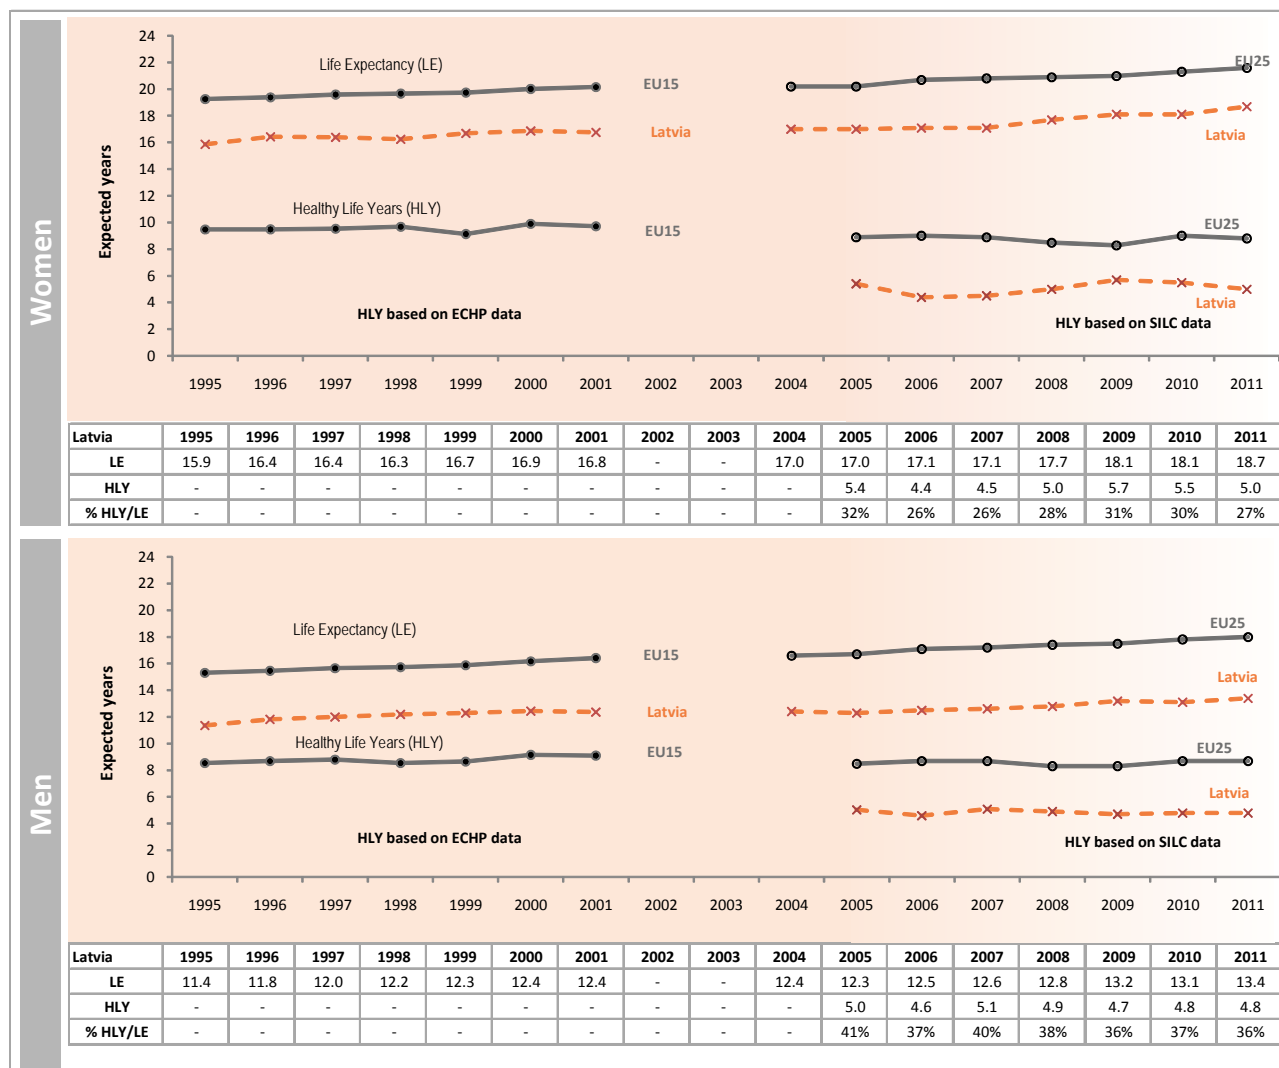 Women
24
22
20
18
16
14
12
10
8
6
4
2
0
Expected years
Life Expectancy (LE)
EU15
EU25
Latvia
Latvia
Healthy Life Years (HLY)
EU15
EU25
Latvia
HLY based on ECHP data
HLY based on SILC data
1995 1996 1997 1998 1999 2000 2001 2002 2003 2004 2005 2006 2007 2008 2009 2010 2011
Latvia 1995 1996 1997 1998 1999 2000 2001 2002 2003 2004 2005 2006 2007 2008 2009 2010 2011
LE 15.9 16.4 16.4 16.3 16.7 16.9 16.8 - - 17.0 17.0 17.1 17.1 17.7 18.1 18.1 18.7
HLY - - - - - - - - - - 5.4 4.4 4.5 5.0 5.7 5.5 5.0
% HLY/LE - - - - - - - - - - 32% 26% 26% 28% 31% 30% 27%
Men
24
22
20
18
16
14
12
10
8
6
4
2
0
Expected years
Life Expectancy (LE)
EU15
EU25
Latvia
Latvia
Healthy Life Years (HLY)
EU15
EU25
Latvia
HLY based on ECHP data
HLY based on SILC data
1995 1996 1997 1998 1999 2000 2001 2002 2003 2004 2005 2006 2007 2008 2009 2010 2011
Latvia 1995 1996 1997 1998 1999 2000 2001 2002 2003 2004 2005 2006 2007 2008 2009 2010 2011
LE 11.4 11.8 12.0 12.2 12.3 12.4 12.4 - - 12.4 12.3 12.5 12.6 12.8 13.2 13.1 13.4
HLY - - - - - - - - - - 5.0 4.6 5.1 4.9 4.7 4.8 4.8
% HLY/LE - - - - - - - - - - 41% 37% 40% 38% 36% 37% 36%